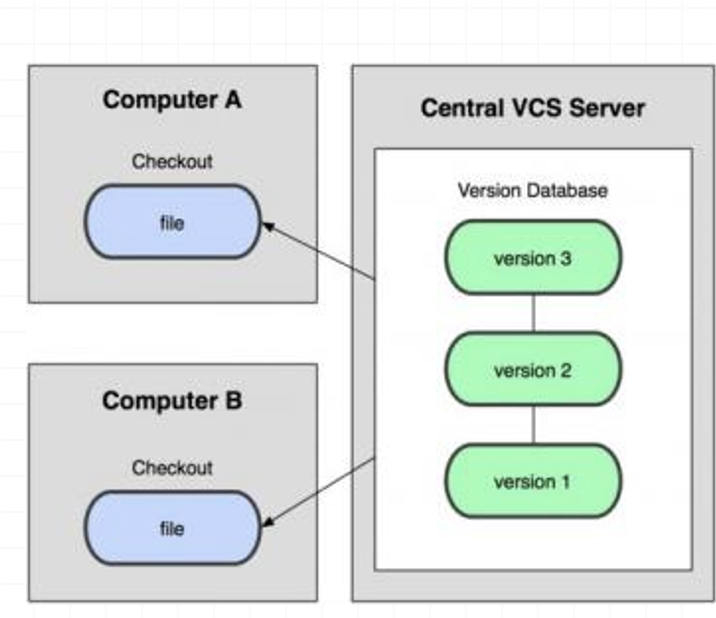 Computer A
Checkout
file
Computer B
Checkout
file
Central VCS Server
Version Database
version 3
version 2
version 1